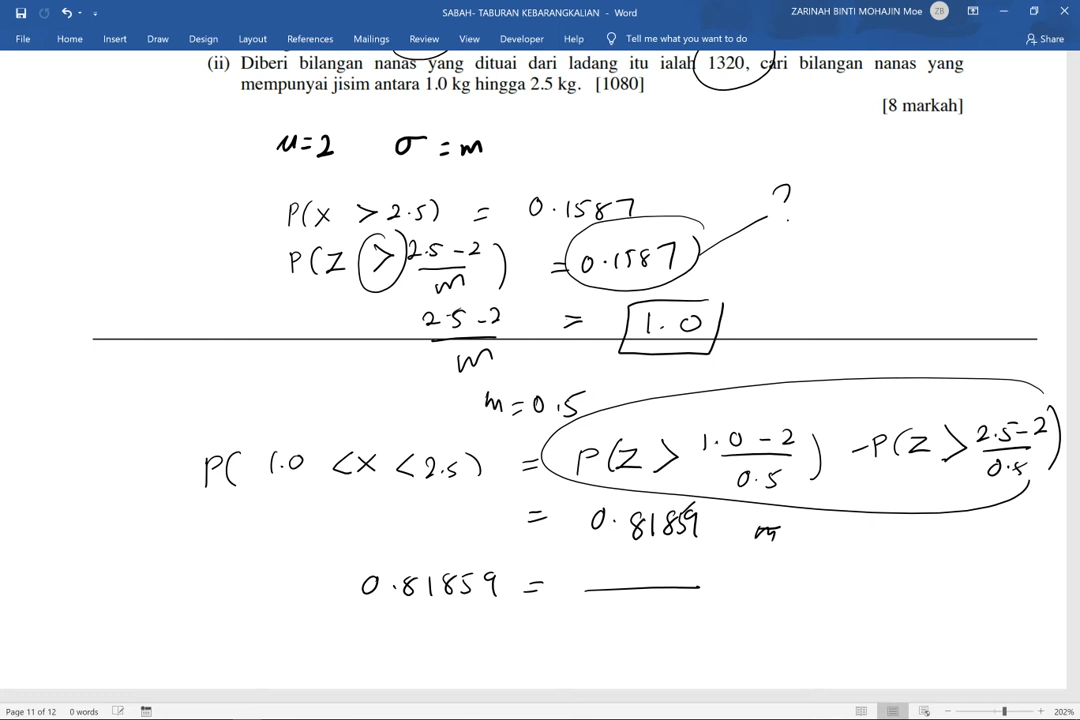 SABAH- TABURAN KEBARANGKALIAN - Word
ZARINAH BINTI MOHAJIN Moe ZB
File Home Insert Draw Design Layout References Mailings Review View Developer Help Tell me what you want to do Share
(ii) Diberi bilangan nanas yang dituai dari ladang itu ialah 1320, cari bilangan nanas yang
mempunyai jisim antara 1.0 kg hingga 2.5 kg. [1080]
[8 markah]
μ=2 σ = m
P(X > 2.5) = 0.1587
?
P(Z > (2.5 - 2)/m) = 0.1587
(2.5 - 2)/m = 1.0
m = 0.5
P( 1.0 < X < 2.5) = P(Z > (1.0 - 2)/0.5) - P(Z > (2.5 - 2)/0.5)
= 0.81859 m
0.81859 =
Page 11 of 12 0 words 202%